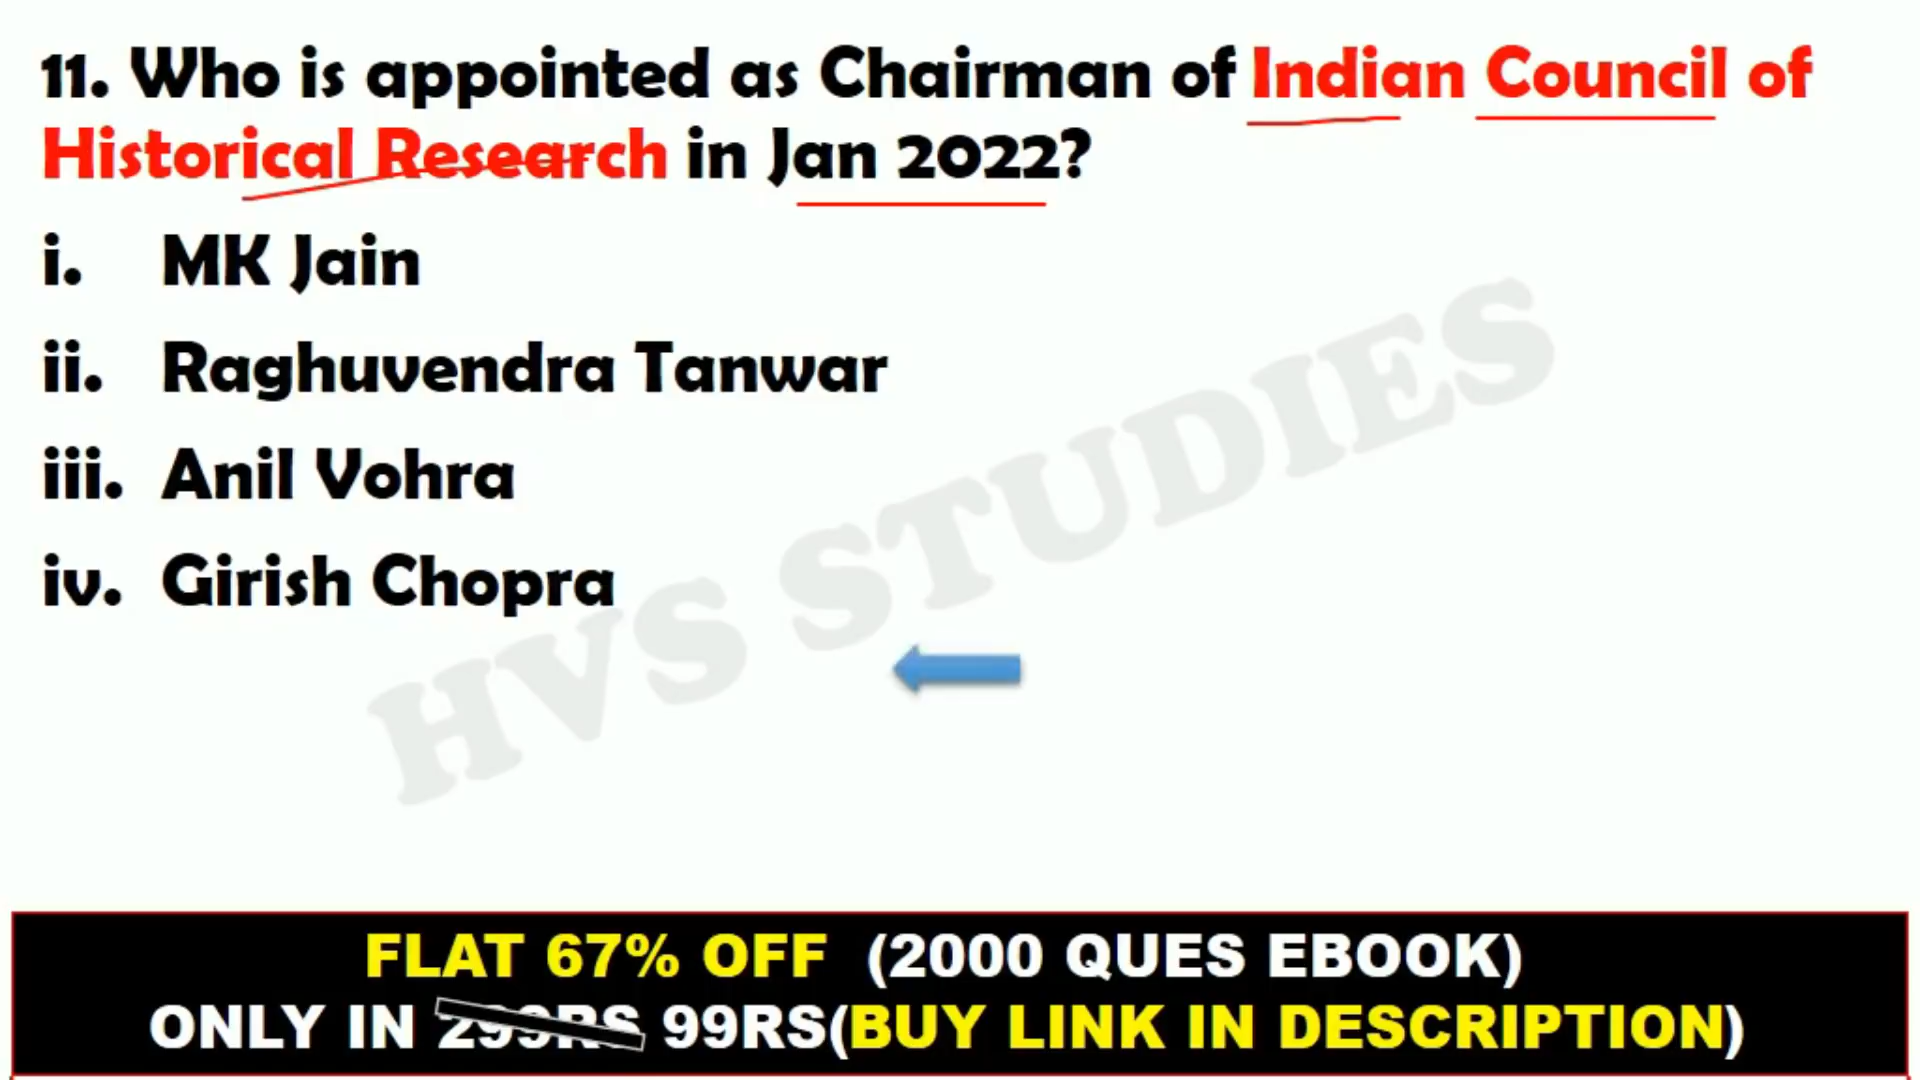 11. Who is appointed as Chairman of Indian Council of
Historical Research in Jan 2022?
i. MK Jain
ii. Raghuvendra Tanwar
iii. Anil Vohra
iv. Girish Chopra
HVS STUDIES
FLAT 67% OFF (2000 QUES EBOOK)
ONLY IN 299RS 99RS(BUY LINK IN DESCRIPTION)